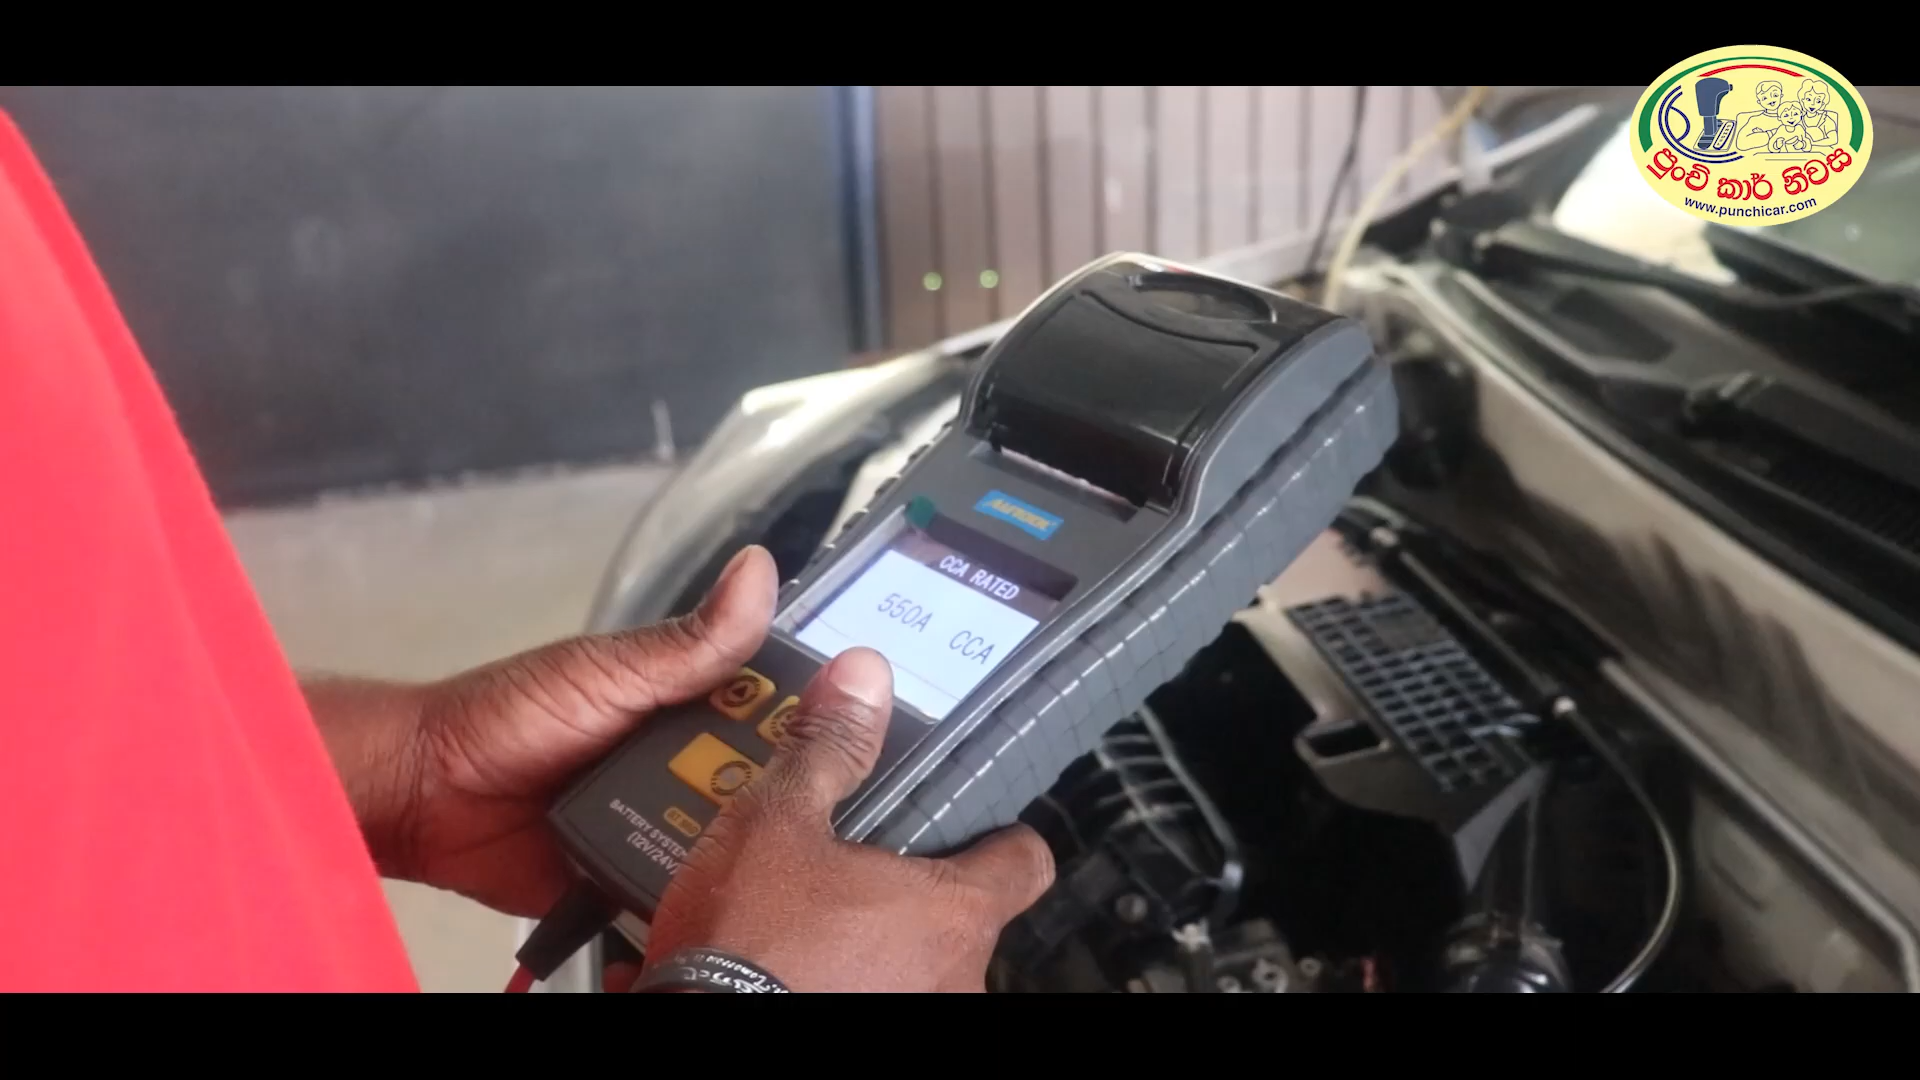 පුංචි කාර් නිවස
www.punchicar.com
CCA RATED
550A CCA
BATTERY SYSTEM
(12V/24V)